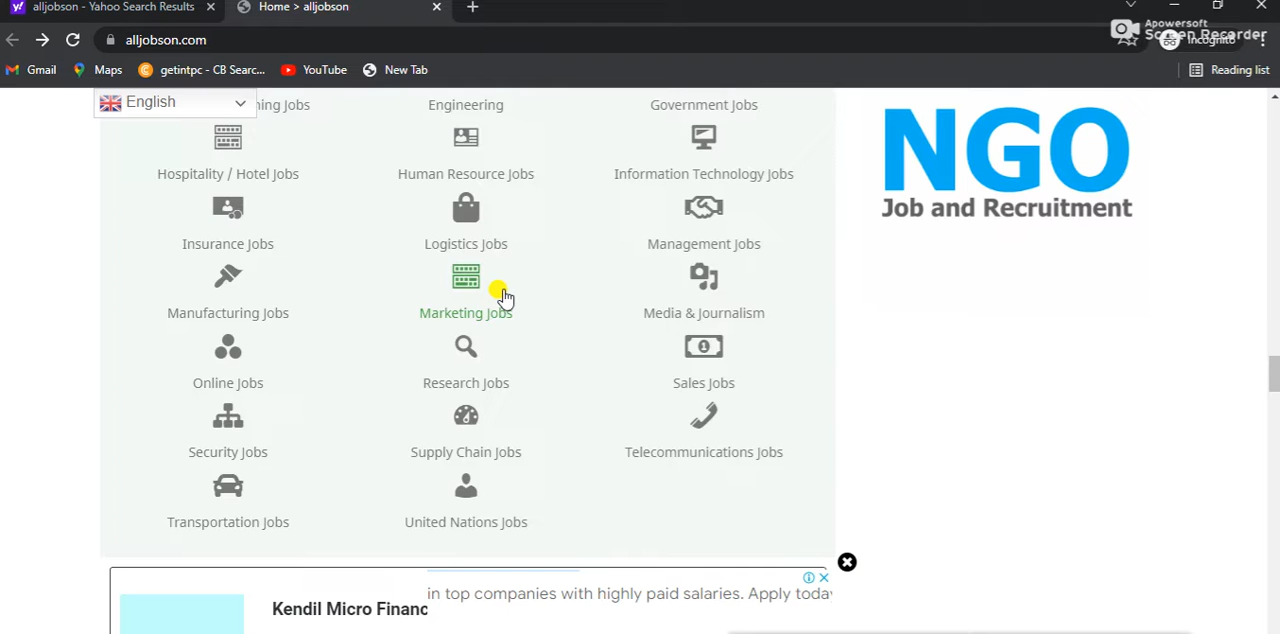 alljobson - Yahoo Search Results
Home > alljobson
alljobson.com
Apowersoft
Screen Recorder
Incognito
Gmail
Maps
getintpc - CB Searc...
YouTube
New Tab
Reading list
English
ning Jobs
Engineering
Government Jobs
Hospitality / Hotel Jobs
Human Resource Jobs
Information Technology Jobs
Insurance Jobs
Logistics Jobs
Management Jobs
Manufacturing Jobs
Marketing Jobs
Media & Journalism
Online Jobs
Research Jobs
Sales Jobs
Security Jobs
Supply Chain Jobs
Telecommunications Jobs
Transportation Jobs
United Nations Jobs
NGO
Job and Recruitment
in top companies with highly paid salaries. Apply today
Kendil Micro Financ